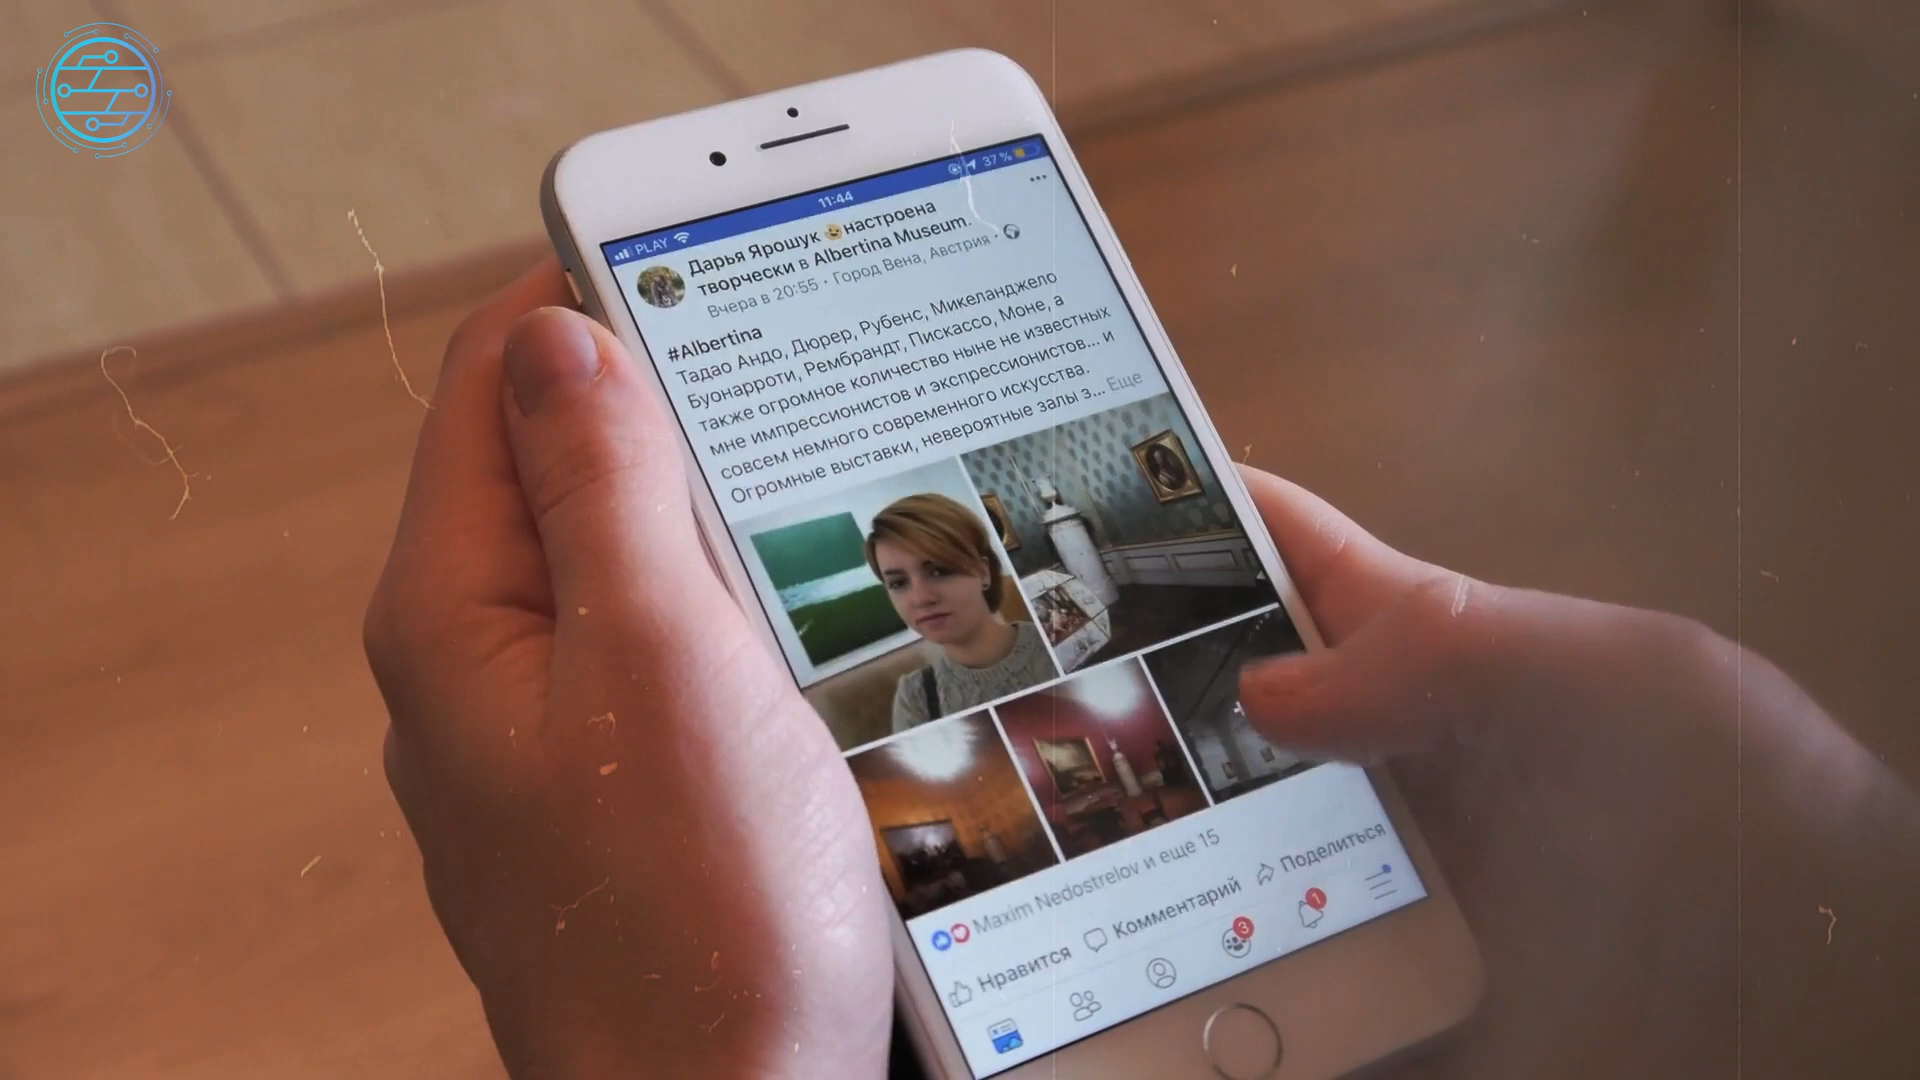 PLAY 11:44 37 %
Дарья Ярошук настроена
творчески в Albertina Museum.
Вчера в 20:55 · Город Вена, Австрия ·
#Albertina
Тадао Андо, Дюрер, Рубенс, Микеланджело
Буонарроти, Рембрандт, Пискассо, Моне, а
также огромное количество ныне не известных
мне импрессионистов и экспрессионистов... и
совсем немного современного искусства.
Огромные выставки, невероятные залы з... Еще
Maxim Nedostrelov и еще 15
Нравится Комментарий Поделиться
3 1